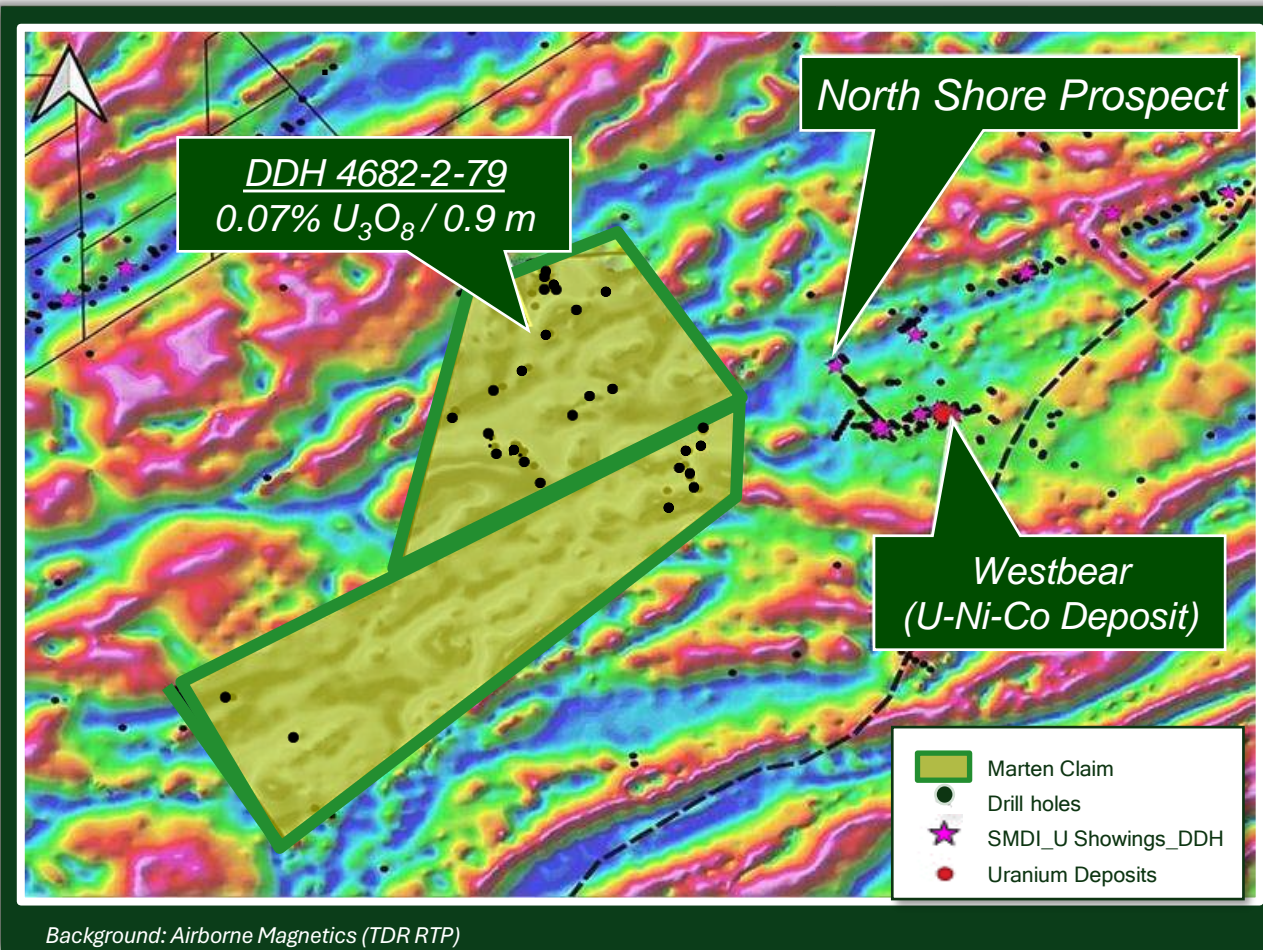 North Shore Prospect
DDH 4682-2-79
0.07% U₃O₈ / 0.9 m
Westbear
(U-Ni-Co Deposit)
Marten Claim
Drill holes
SMDI_U Showings_DDH
Uranium Deposits
Background: Airborne Magnetics (TDR RTP)